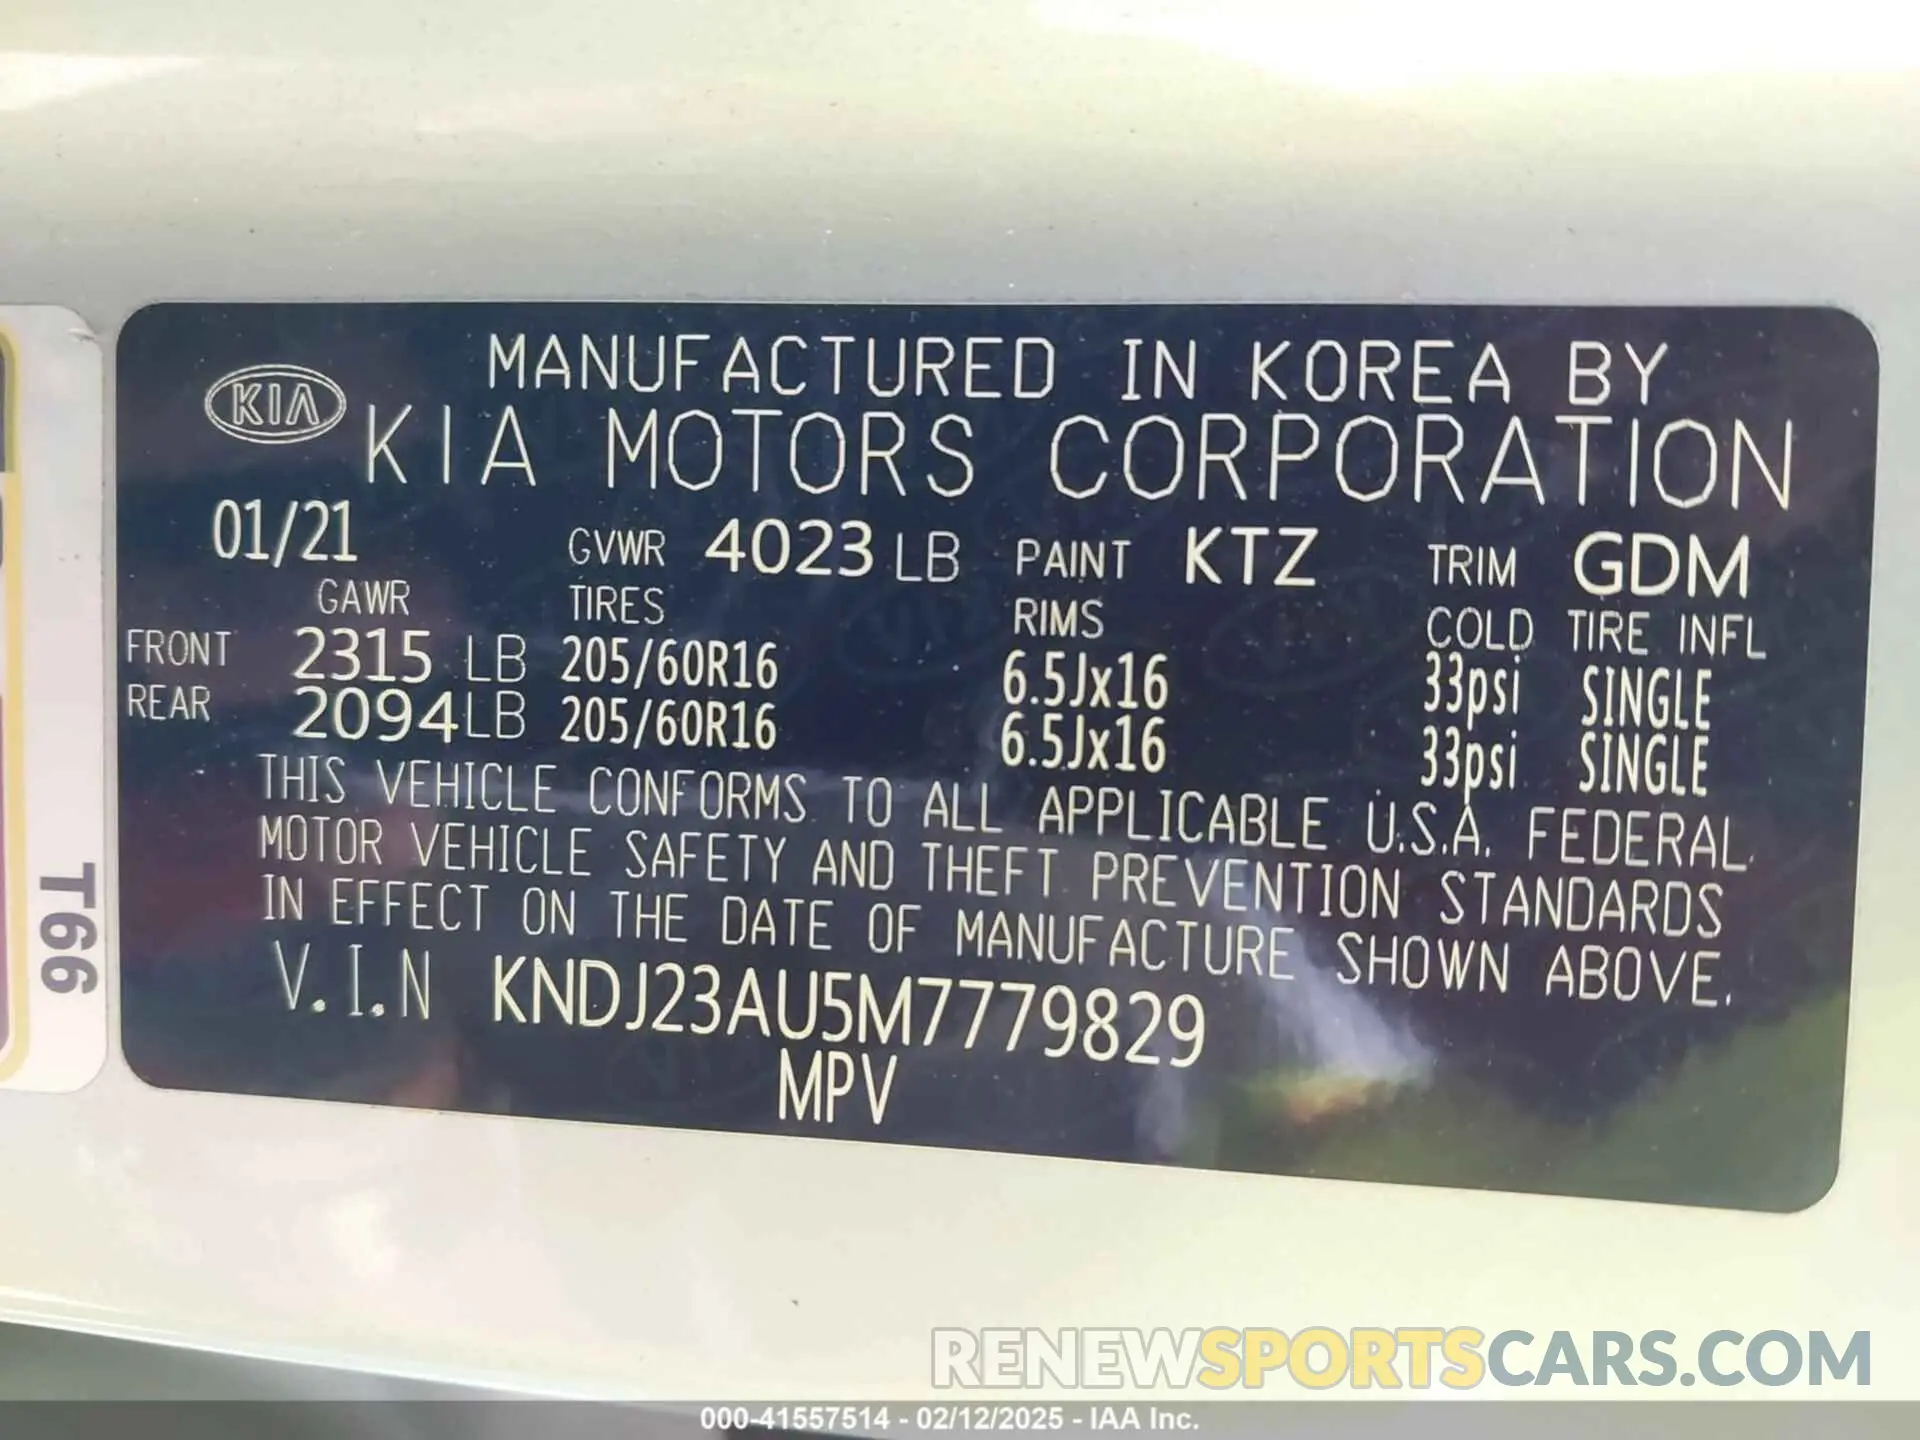 MANUFACTURED IN KOREA BY
KIA KIA MOTORS CORPORATION
01/21 GVWR 4023 LB PAINT KTZ TRIM GDM
GAWR TIRES RIMS COLD TIRE INFL
FRONT 2315 LB 205/60R16 6.5Jx16 33psi SINGLE
REAR 2094 LB 205/60R16 6.5Jx16 33psi SINGLE
THIS VEHICLE CONFORMS TO ALL APPLICABLE U.S.A. FEDERAL
MOTOR VEHICLE SAFETY AND THEFT PREVENTION STANDARDS
IN EFFECT ON THE DATE OF MANUFACTURE SHOWN ABOVE.
V.I.N KNDJ23AU5M7779829
MPV
T66
RENEWSPORTSCARS.COM
000-41557514 - 02/12/2025 - IAA Inc.